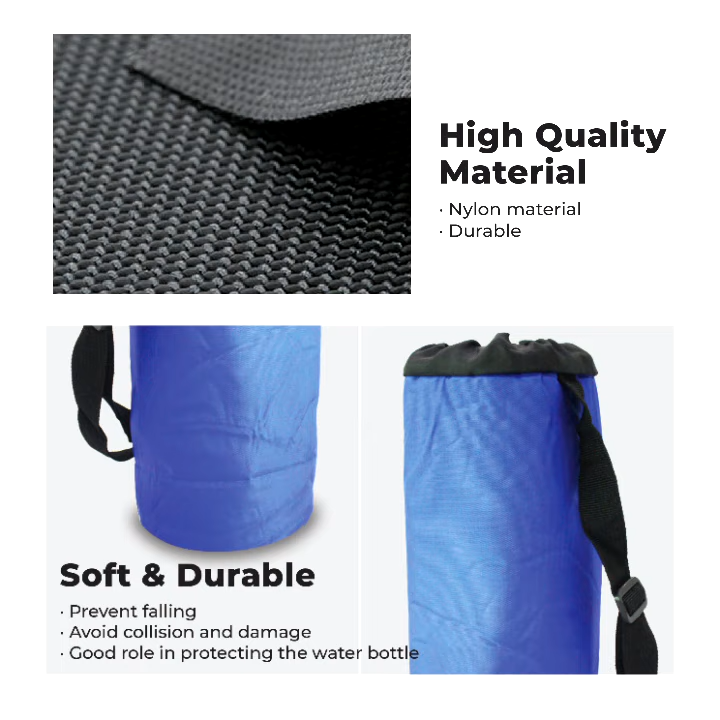 High Quality
Material
· Nylon material
· Durable
Soft & Durable
· Prevent falling
· Avoid collision and damage
· Good role in protecting the water bottle